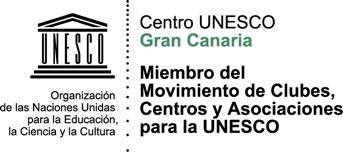 UNESCO
Organización
de las Naciones Unidas
para la Educación,
la Ciencia y la Cultura
Centro UNESCO
Gran Canaria
Miembro del
Movimiento de Clubes,
Centros y Asociaciones
para la UNESCO